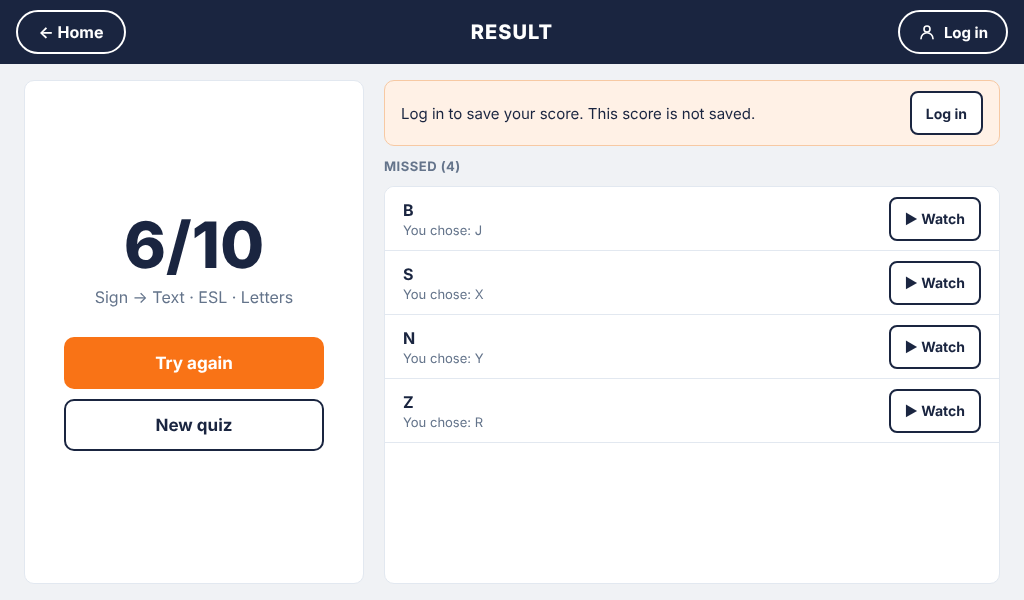 ← Home
RESULT
Log in
6/10
Sign → Text · ESL · Letters
Try again
New quiz
Log in to save your score. This score is not saved.
Log in
MISSED (4)
B
You chose: J
▶ Watch
S
You chose: X
▶ Watch
N
You chose: Y
▶ Watch
Z
You chose: R
▶ Watch